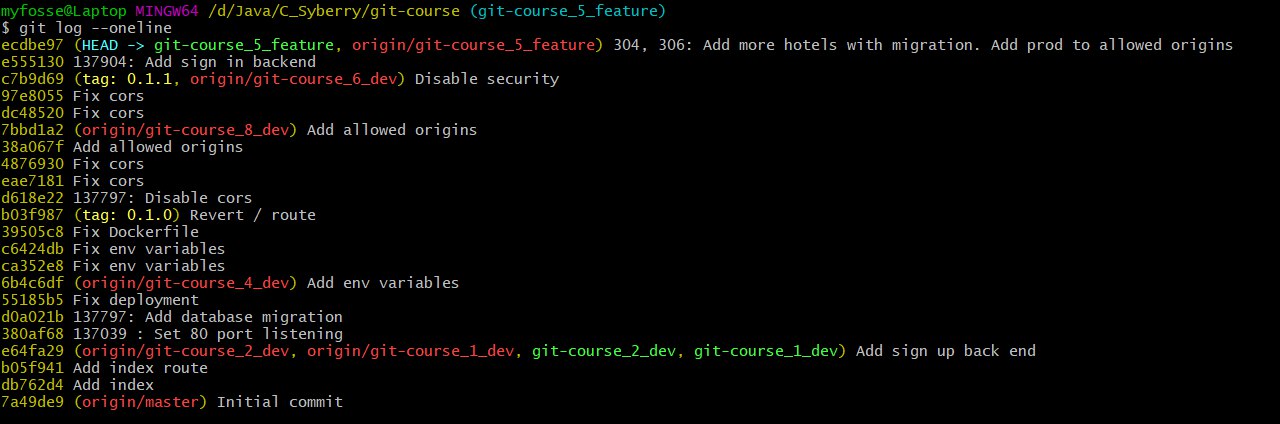 myfosse@Laptop MINGW64 /d/Java/C_Syberry/git-course (git-course_5_feature)
$ git log --oneline
ecdbe97 (HEAD -> git-course_5_feature, origin/git-course_5_feature) 304, 306: Add more hotels with migration. Add prod to allowed origins
e555130 137904: Add sign in backend
c7b9d69 (tag: 0.1.1, origin/git-course_6_dev) Disable security
97e8055 Fix cors
dc48520 Fix cors
7bbd1a2 (origin/git-course_8_dev) Add allowed origins
38a067f Add allowed origins
4876930 Fix cors
eae7181 Fix cors
d618e22 137797: Disable cors
b03f987 (tag: 0.1.0) Revert / route
39505c8 Fix Dockerfile
c6424db Fix env variables
ca352e8 Fix env variables
6b4c6df (origin/git-course_4_dev) Add env variables
55185b5 Fix deployment
d0a021b 137797: Add database migration
380af68 137039 : Set 80 port listening
e64fa29 (origin/git-course_2_dev, origin/git-course_1_dev, git-course_2_dev, git-course_1_dev) Add sign up back end
b05f941 Add index route
db762d4 Add index
7a49de9 (origin/master) Initial commit